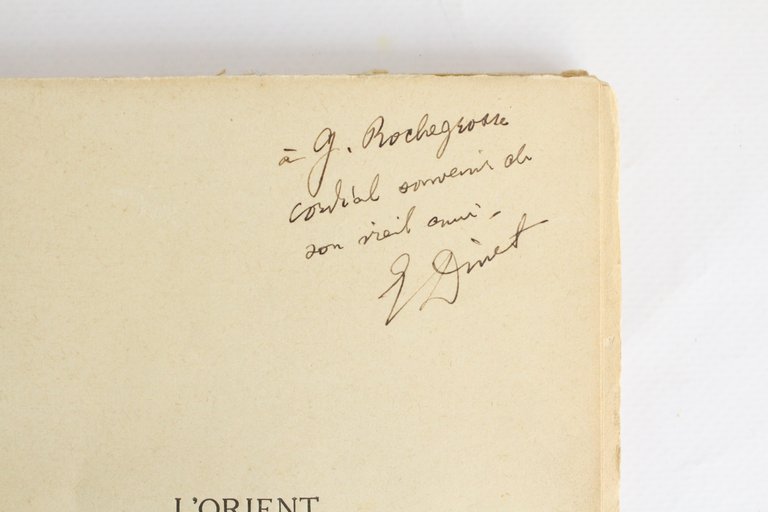 à G. Rochegrosse
cordial souvenir de
son vieil ami -
E Dinet
L'ORIENT